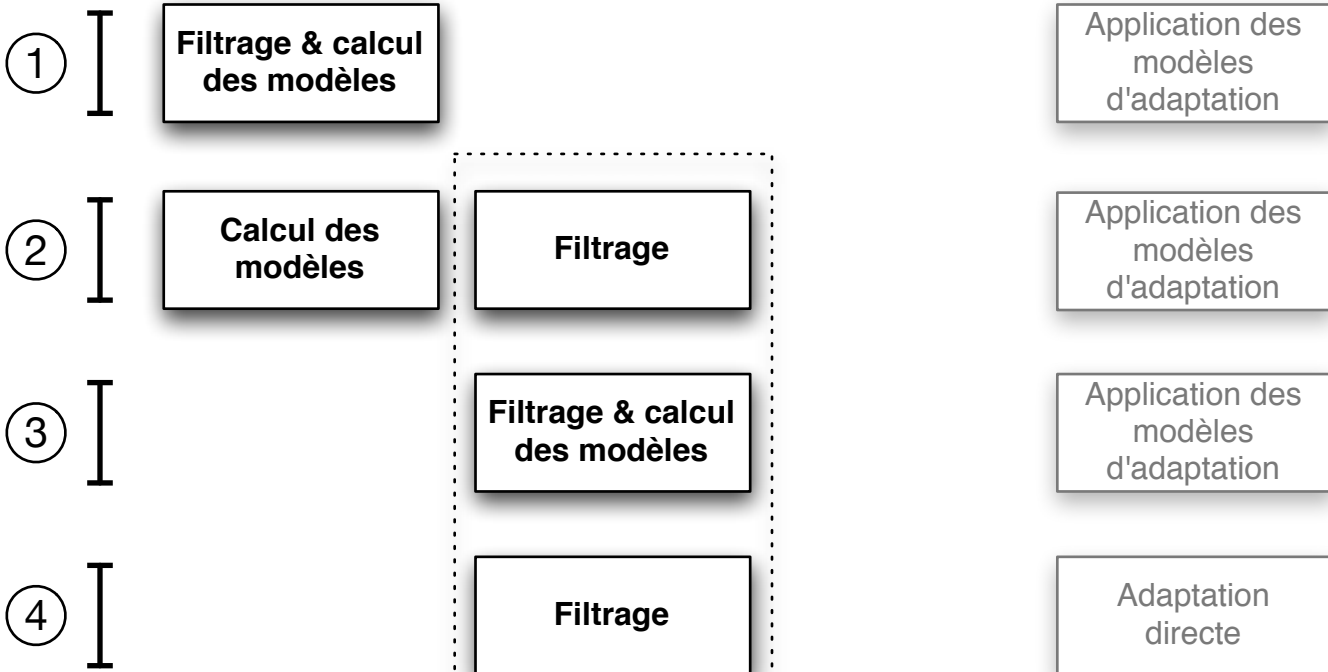 1
Filtrage & calcul
des modèles
Application des
modèles
d'adaptation
2
Calcul des
modèles
Filtrage
Application des
modèles
d'adaptation
3
Filtrage & calcul
des modèles
Application des
modèles
d'adaptation
4
Filtrage
Adaptation
directe